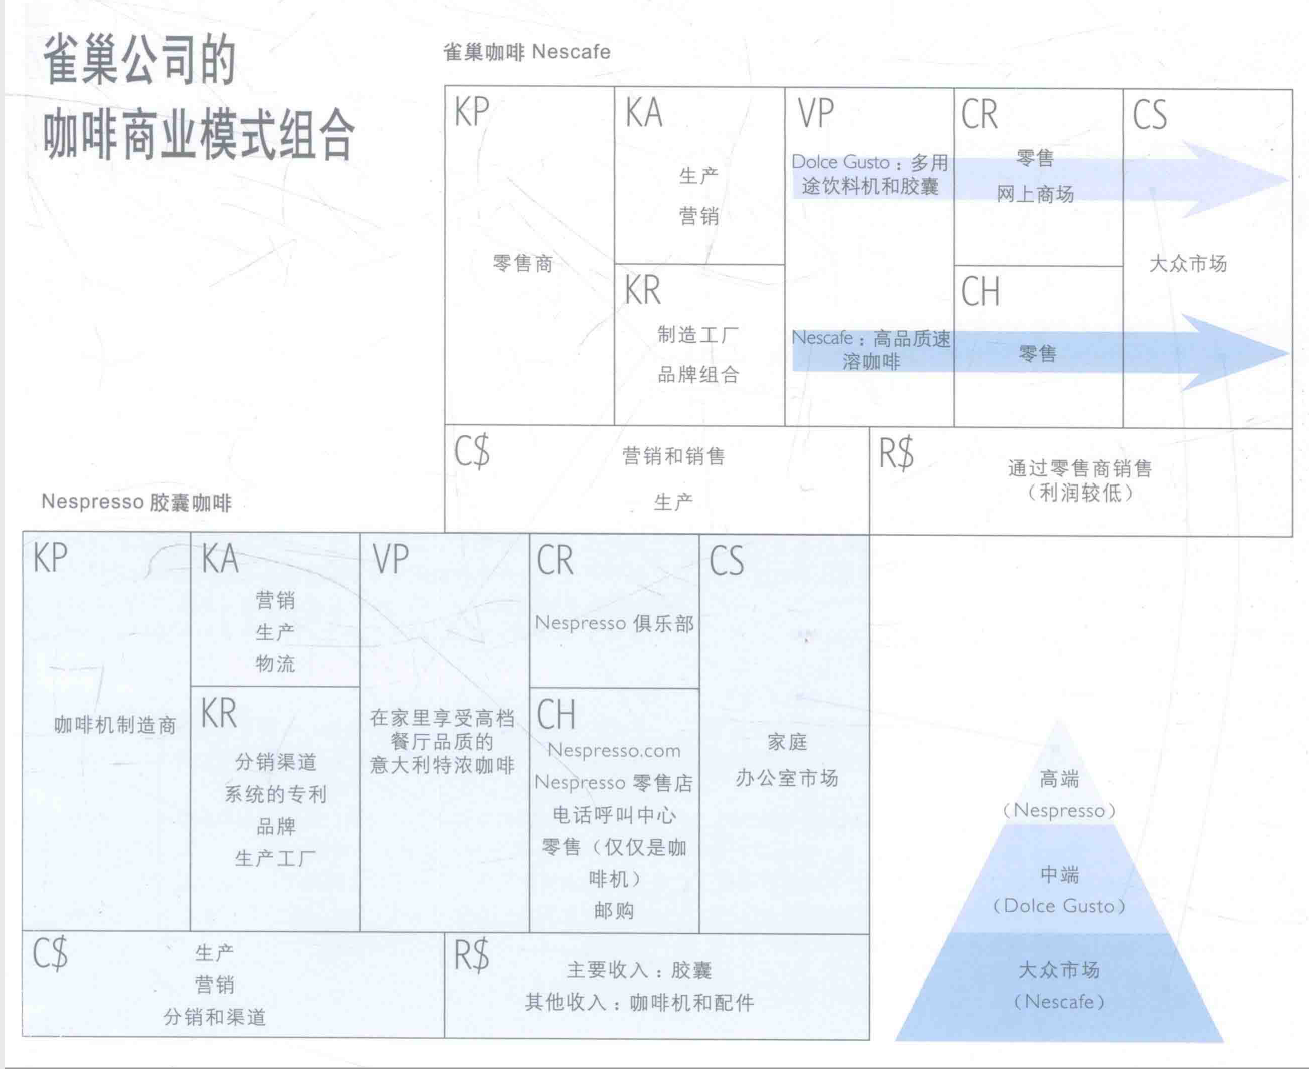 雀巢公司的
咖啡商业模式组合
雀巢咖啡 Nescafe
KP
零售商
KA
生产
营销
KR
制造工厂
品牌组合
VP
Dolce Gusto：多用
途饮料机和胶囊
Nescafe：高品质速
溶咖啡
CR
零售
网上商场
CH
零售
CS
大众市场
C$
营销和销售
生产
R$
通过零售商销售
（利润较低）
Nespresso 胶囊咖啡
KP
咖啡机制造商
KA
营销
生产
物流
KR
分销渠道
系统的专利
品牌
生产工厂
VP
在家里享受高档
餐厅品质的
意大利特浓咖啡
CR
Nespresso 俱乐部
CH
Nespresso.com
Nespresso 零售店
电话呼叫中心
零售（仅仅是咖
啡机）
邮购
CS
家庭
办公室市场
C$
生产
营销
分销和渠道
R$
主要收入：胶囊
其他收入：咖啡机和配件
高端
（Nespresso）
中端
（Dolce Gusto）
大众市场
（Nescafe）